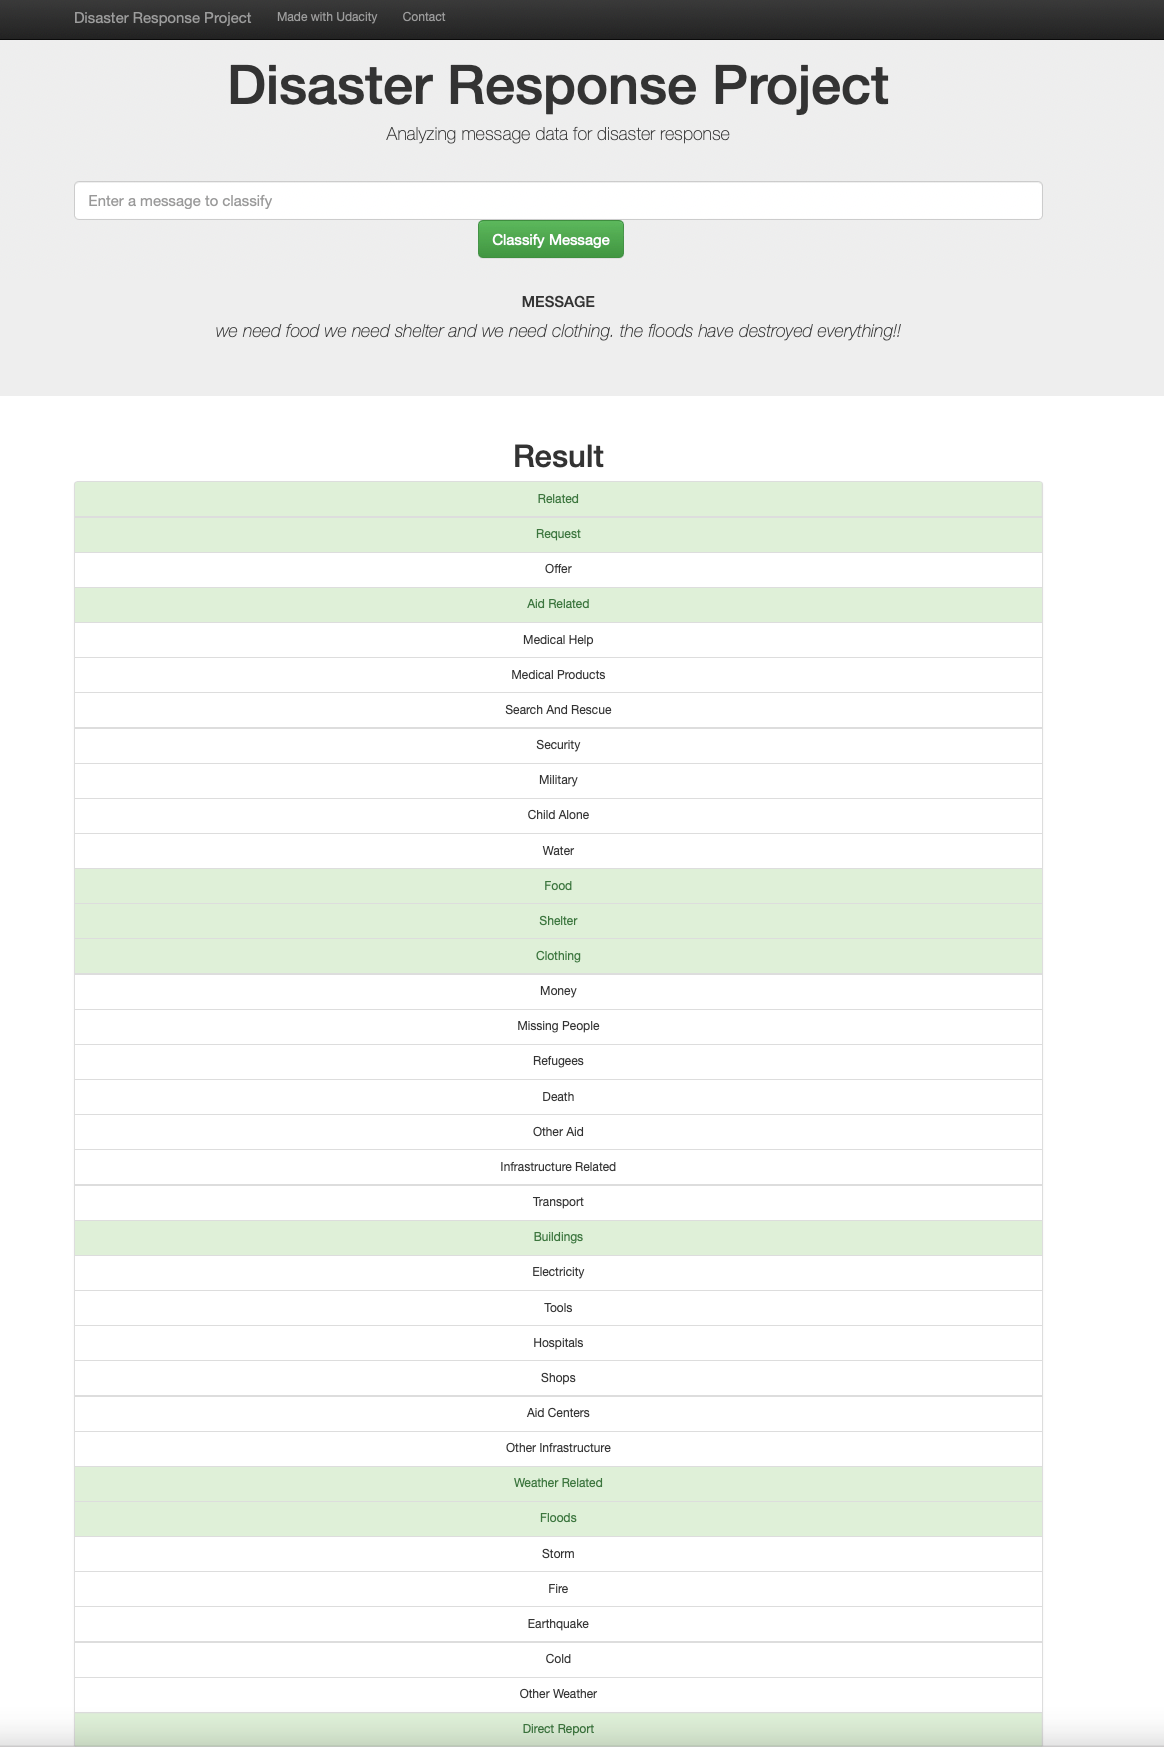 Disaster Response Project Made with Udacity Contact
Disaster Response Project
Analyzing message data for disaster response
Enter a message to classify
Classify Message
MESSAGE
we need food we need shelter and we need clothing. the floods have destroyed everything!!
Result
Related
Request
Offer
Aid Related
Medical Help
Medical Products
Search And Rescue
Security
Military
Child Alone
Water
Food
Shelter
Clothing
Money
Missing People
Refugees
Death
Other Aid
Infrastructure Related
Transport
Buildings
Electricity
Tools
Hospitals
Shops
Aid Centers
Other Infrastructure
Weather Related
Floods
Storm
Fire
Earthquake
Cold
Other Weather
Direct Report